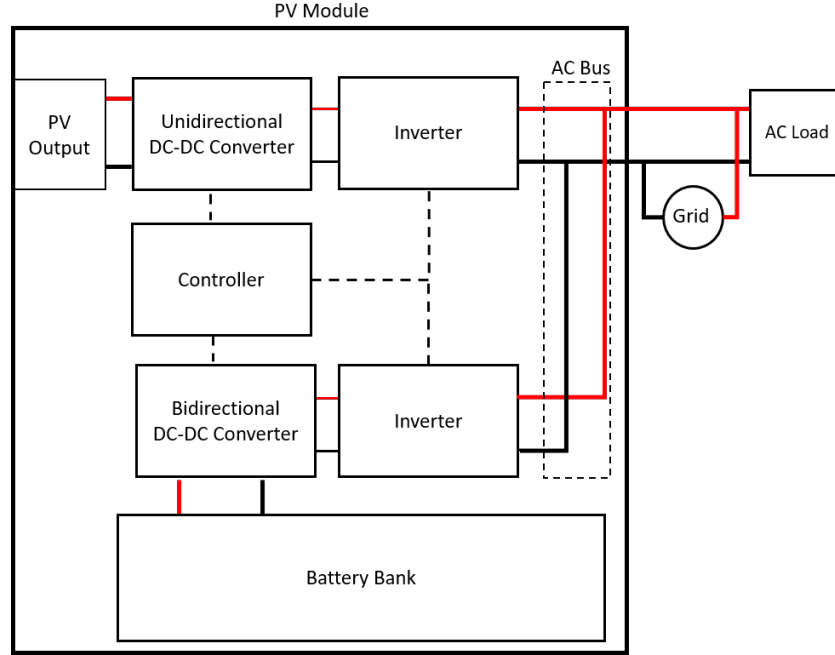 PV Module
AC Bus
PV
Output
Unidirectional
DC-DC Converter
Inverter
AC Load
Grid
Controller
Bidirectional
DC-DC Converter
Inverter
Battery Bank